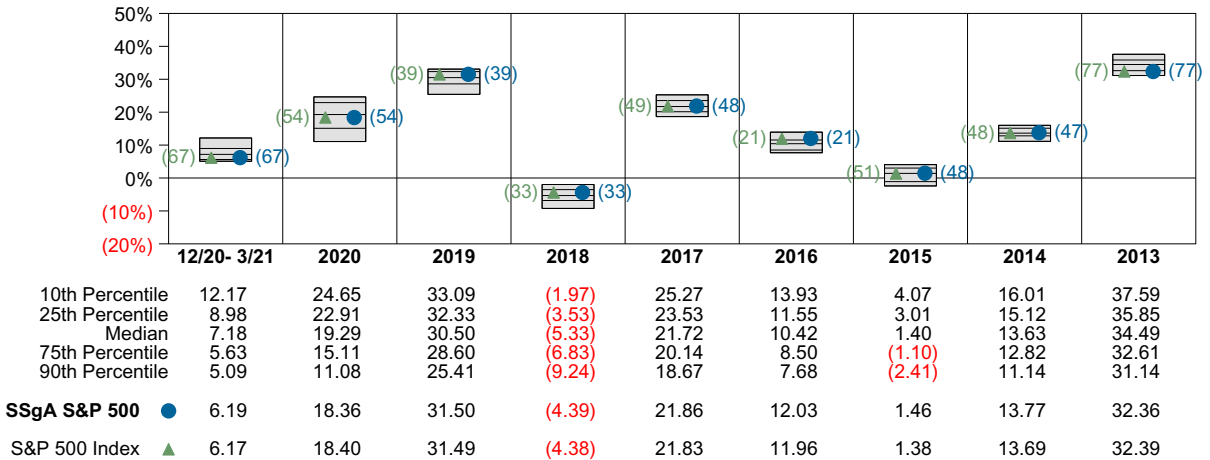 50%
40%
30%
20%
10%
0%
(10%)
(20%)
(67) (67)
(54) (54)
(39) (39)
(33) (33)
(49) (48)
(21) (21)
(51) (48)
(48) (47)
(77) (77)
12/20- 3/21 2020 2019 2018 2017 2016 2015 2014 2013
10th Percentile 12.17 24.65 33.09 (1.97) 25.27 13.93 4.07 16.01 37.59
25th Percentile 8.98 22.91 32.33 (3.53) 23.53 11.55 3.01 15.12 35.85
Median 7.18 19.29 30.50 (5.33) 21.72 10.42 1.40 13.63 34.49
75th Percentile 5.63 15.11 28.60 (6.83) 20.14 8.50 (1.10) 12.82 32.61
90th Percentile 5.09 11.08 25.41 (9.24) 18.67 7.68 (2.41) 11.14 31.14
SSgA S&P 500 6.19 18.36 31.50 (4.39) 21.86 12.03 1.46 13.77 32.36
S&P 500 Index 6.17 18.40 31.49 (4.38) 21.83 11.96 1.38 13.69 32.39